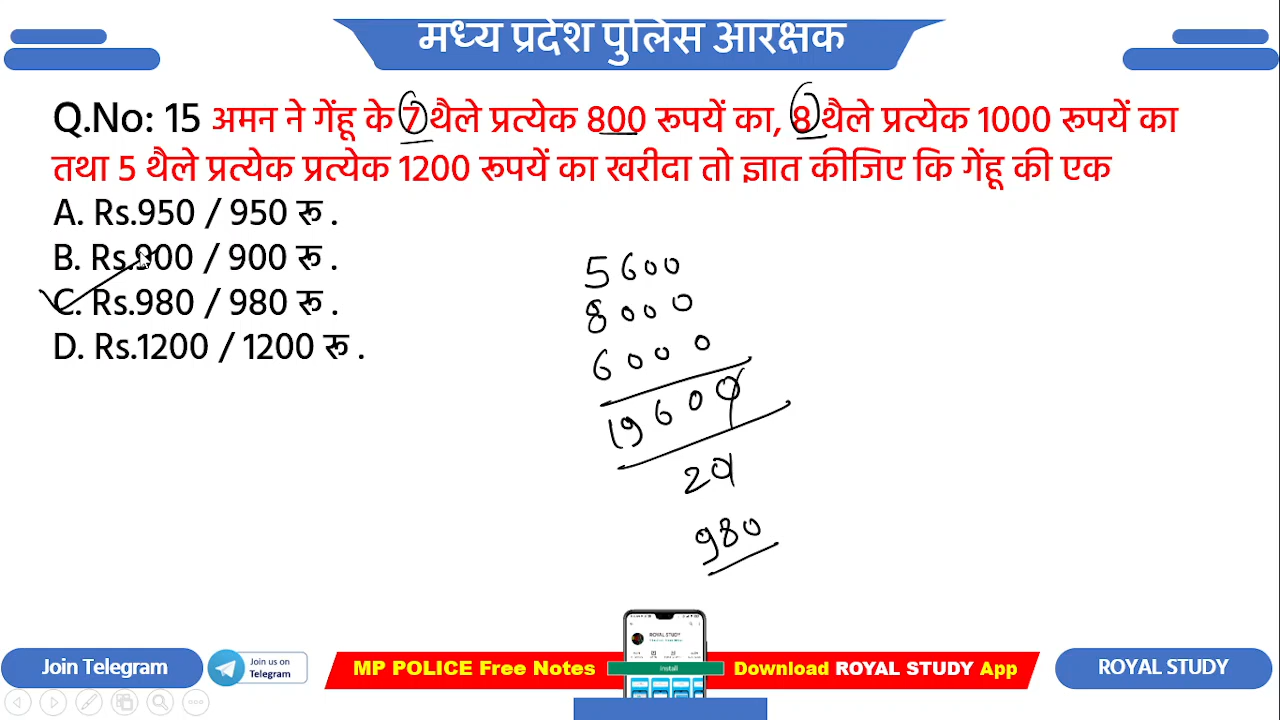 मध्य प्रदेश पुलिस आरक्षक
Q.No: 15 अमन ने गेंहू के 7 थैले प्रत्येक 800 रूपयें का, 8 थैले प्रत्येक 1000 रूपयें का
तथा 5 थैले प्रत्येक प्रत्येक 1200 रूपयें का खरीदा तो ज्ञात कीजिए कि गेंहू की एक
A. Rs.950 / 950 रू .
B. Rs.900 / 900 रू .
C. Rs.980 / 980 रू .
D. Rs.1200 / 1200 रू .
5600
8000
6000
19600
20
980
ROYAL STUDY
Install
Join Telegram
Join us on
Telegram
MP POLICE Free Notes
Download ROYAL STUDY App
ROYAL STUDY